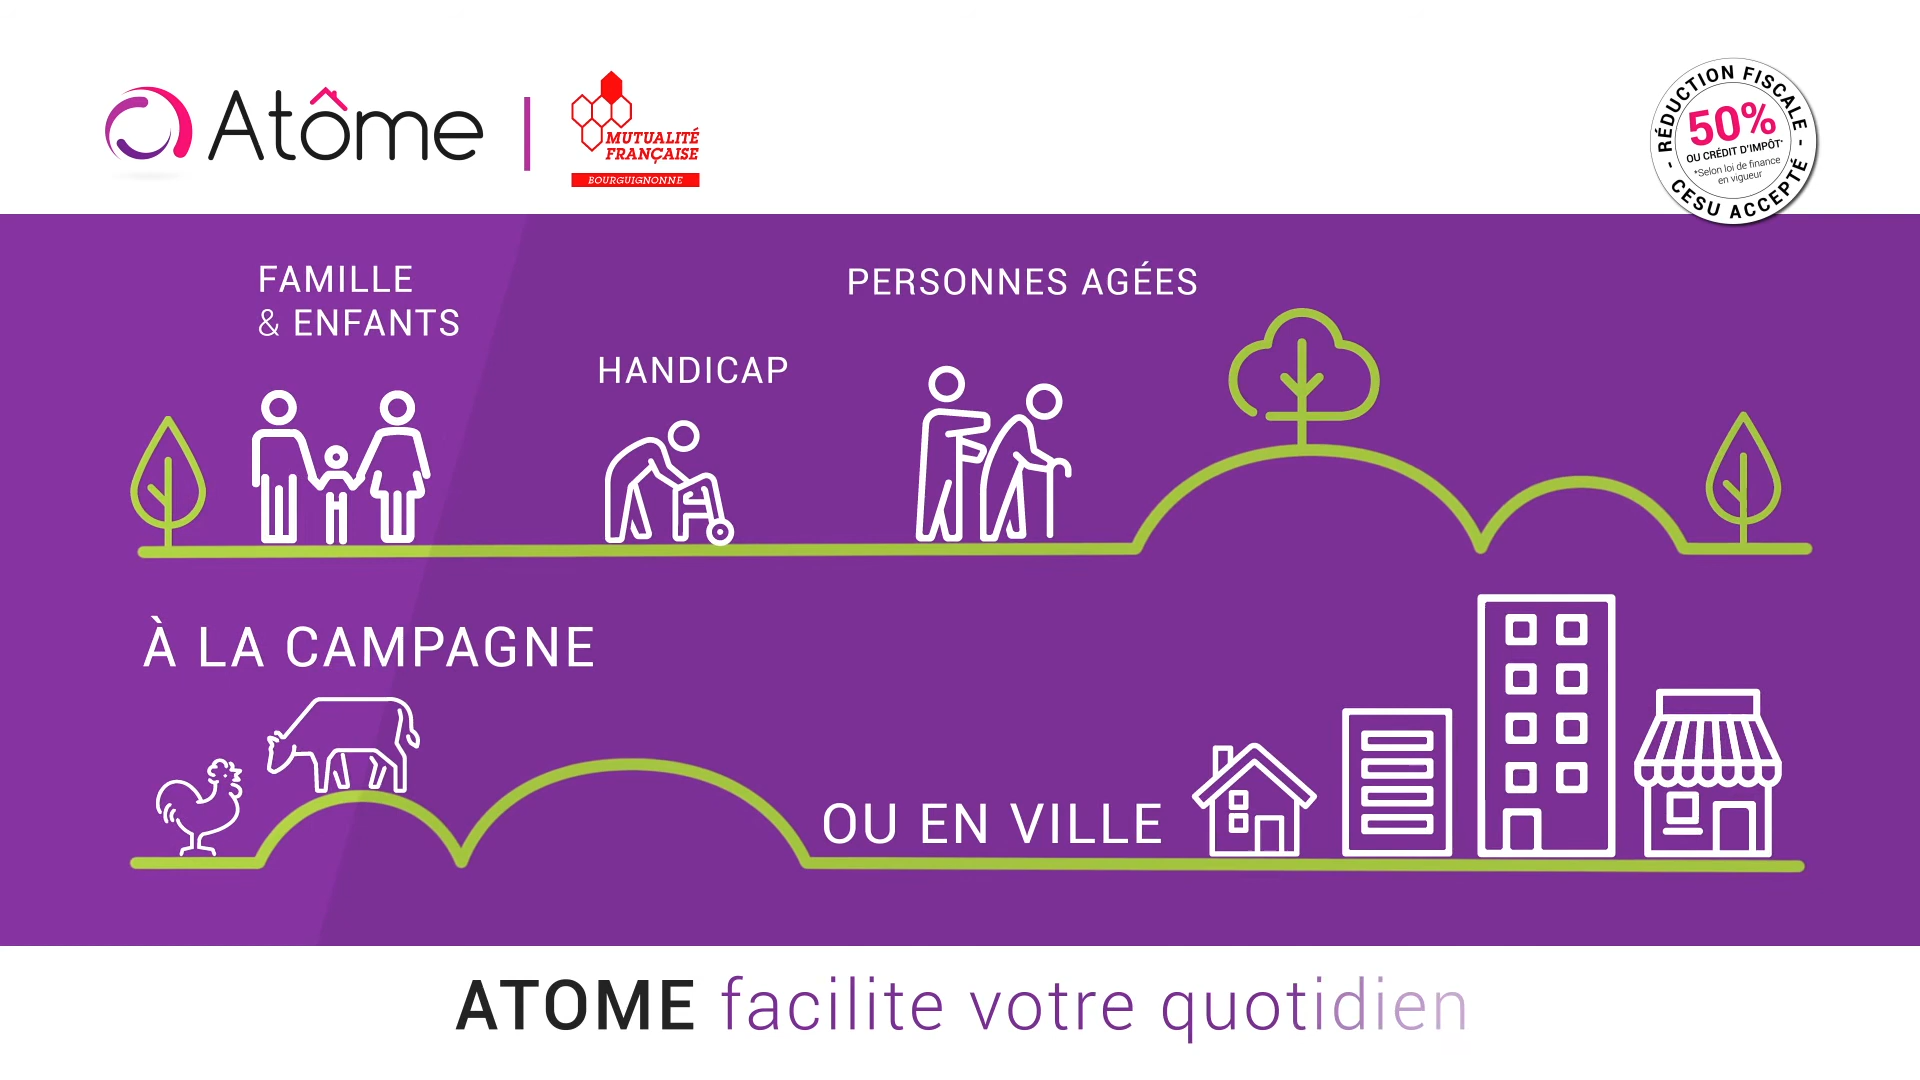 Atôme
MUTUALITÉ
FRANÇAISE
BOURGUIGNONNE
- RÉDUCTION FISCALE -
50%
OU CRÉDIT D'IMPÔT*
*Selon loi de finance
en vigueur
CESU ACCEPTÉ
FAMILLE
& ENFANTS
HANDICAP
PERSONNES AGÉES
À LA CAMPAGNE
OU EN VILLE
ATOME facilite votre quotidien